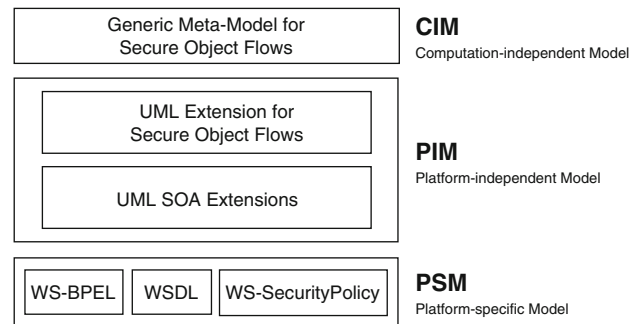 Generic Meta-Model for
Secure Object Flows
CIM
Computation-independent Model
UML Extension for
Secure Object Flows
UML SOA Extensions
PIM
Platform-independent Model
WS-BPEL
WSDL
WS-SecurityPolicy
PSM
Platform-specific Model